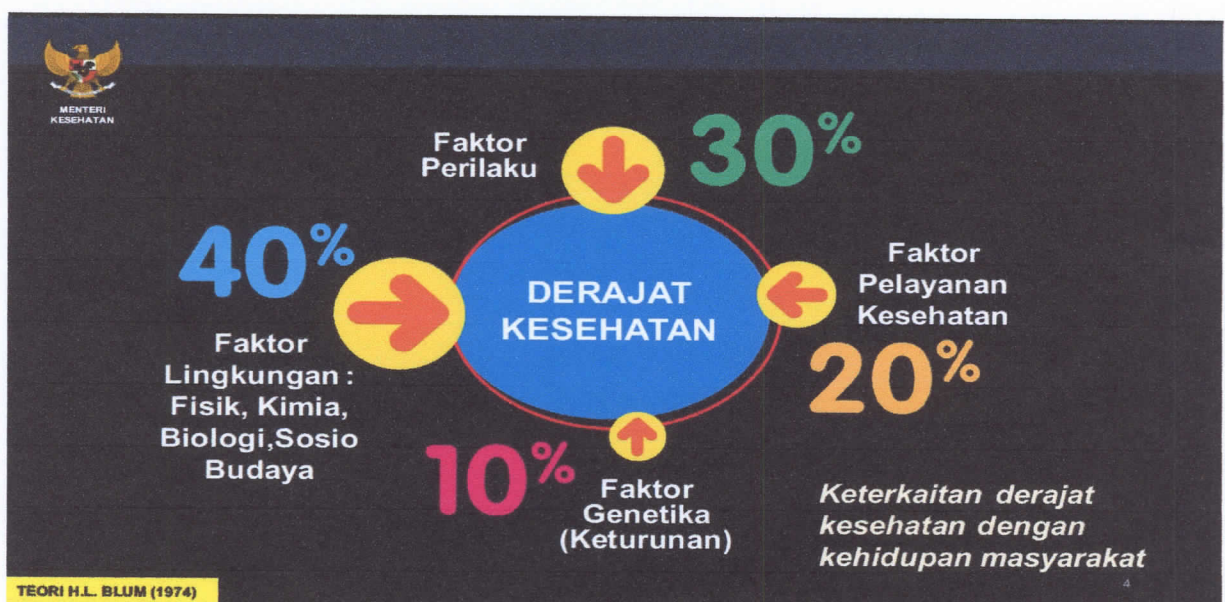 MENTERI
KESEHATAN
Faktor
Perilaku
30%
40%
Faktor
Lingkungan :
Fisik, Kimia,
Biologi,Sosio
Budaya
DERAJAT
KESEHATAN
Faktor
Pelayanan
Kesehatan
20%
10%
Faktor
Genetika
(Keturunan)
Keterkaitan derajat
kesehatan dengan
kehidupan masyarakat
4
TEORI H.L. BLUM (1974)